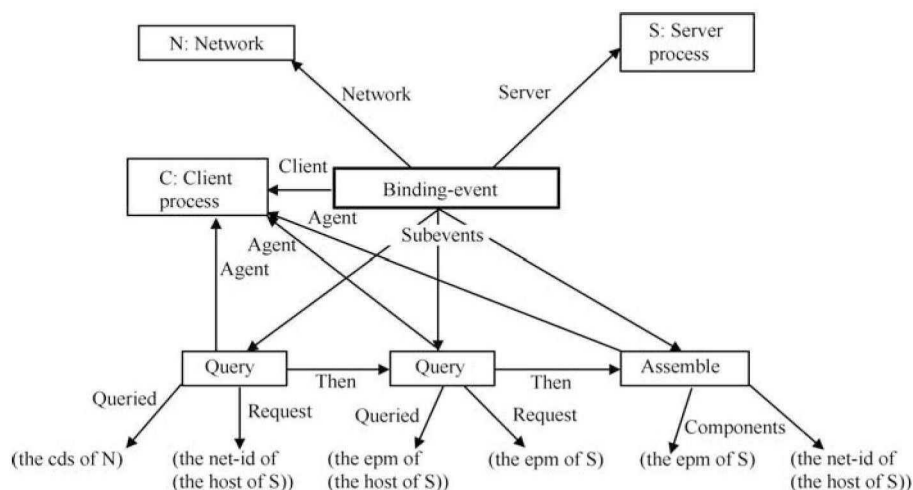 N: Network
S: Server
process
Network
Server
C: Client
process
Client
Binding-event
Agent
Subevents
Agent
Agent
Query
Then
Query
Then
Assemble
Queried
Request
Queried
Request
Components
(the cds of N)
(the net-id of
(the host of S))
(the epm of
(the host of S))
(the epm of S)
(the epm of S)
(the net-id of
(the host of S))